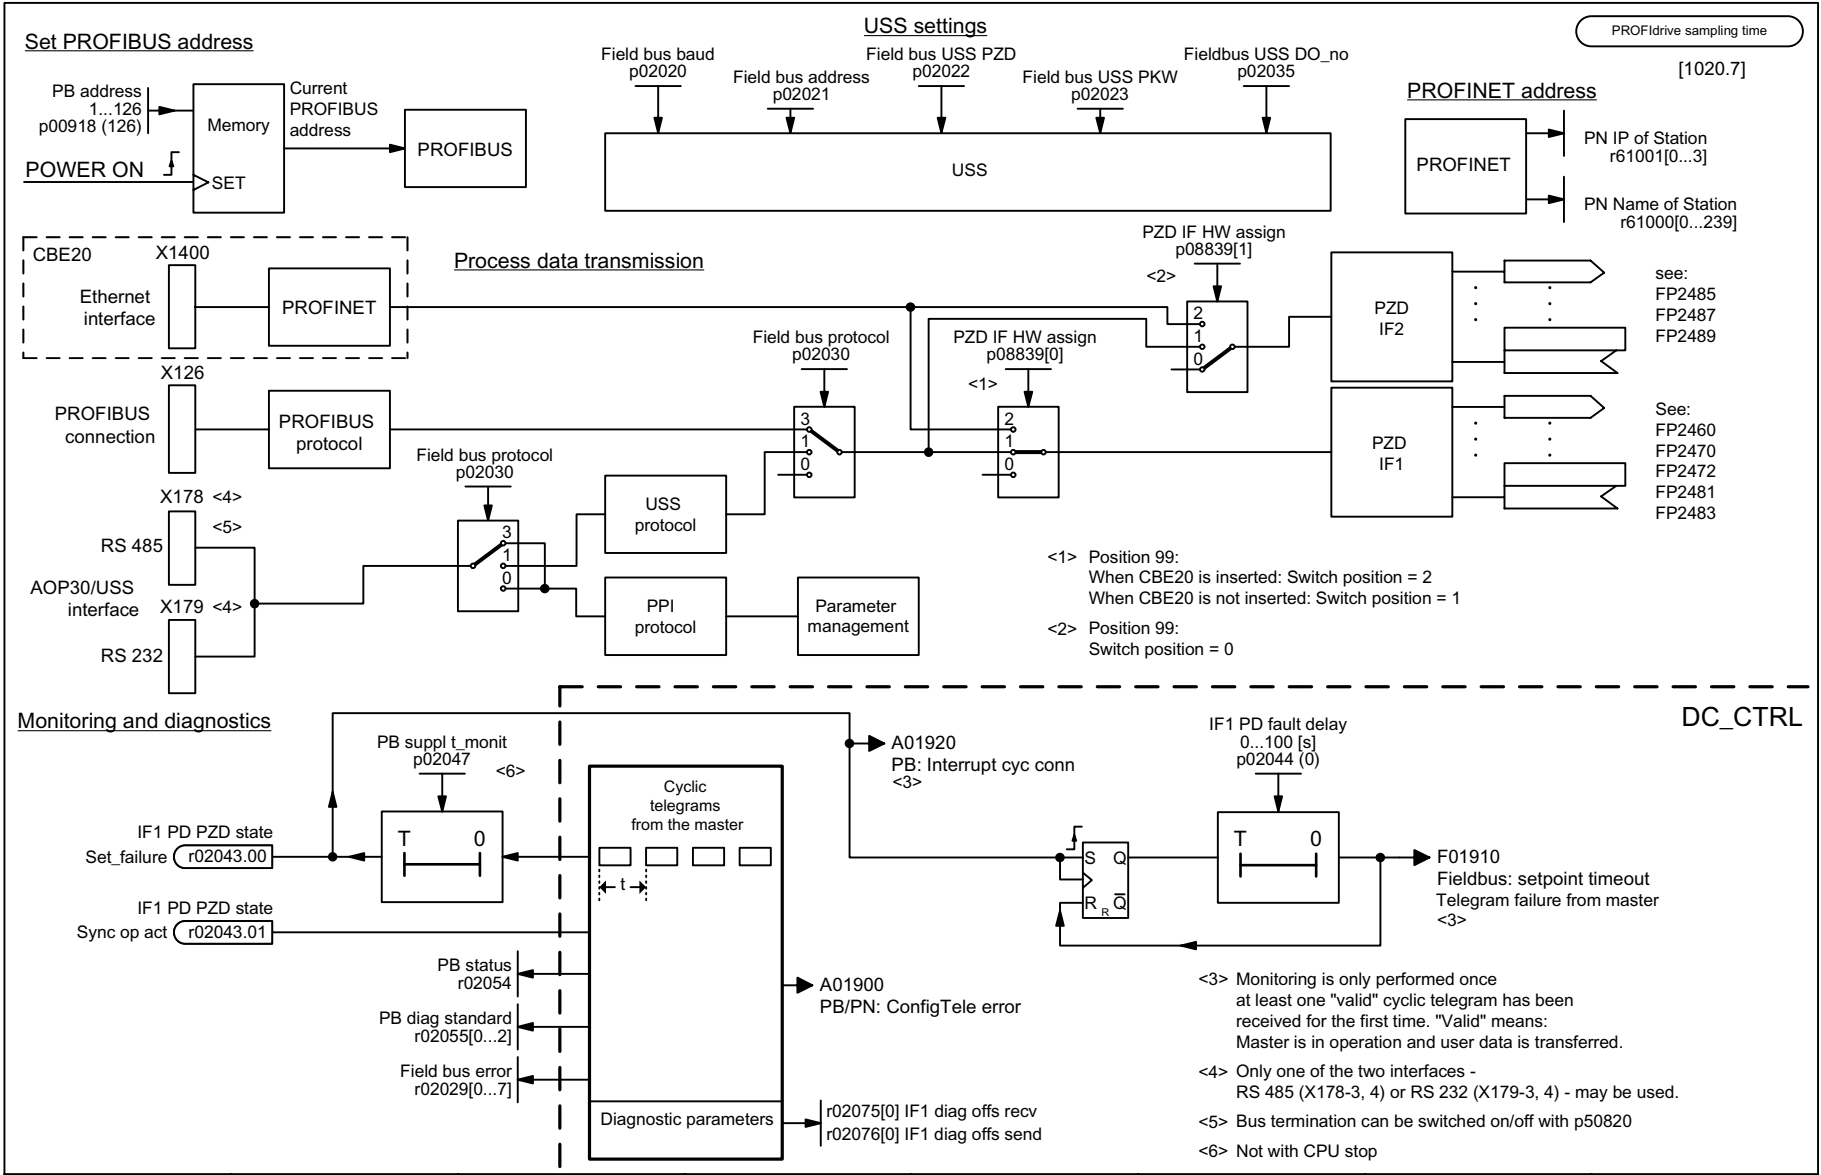 Set PROFIBUS address
PB address
1...126
p00918 (126)
POWER ON
Memory
SET
Current
PROFIBUS
address
PROFIBUS
USS settings
Field bus baud
p02020
Field bus address
p02021
Field bus USS PZD
p02022
Field bus USS PKW
p02023
Fieldbus USS DO_no
p02035
USS
PROFIdrive sampling time
[1020.7]
PROFINET address
PROFINET
PN IP of Station
r61001[0...3]
PN Name of Station
r61000[0...239]
Process data transmission
CBE20
X1400
Ethernet
interface
PROFINET
X126
PROFIBUS
connection
PROFIBUS
protocol
X178 <4>
<5>
RS 485
AOP30/USS
interface
X179 <4>
RS 232
Field bus protocol
p02030
3
1
0
USS
protocol
PPI
protocol
Parameter
management
Field bus protocol
p02030
3
1
0
PZD IF HW assign
p08839[0]
<1>
2
1
0
PZD IF HW assign
p08839[1]
<2>
2
1
0
PZD
IF2
see:
FP2485
FP2487
FP2489
PZD
IF1
See:
FP2460
FP2470
FP2472
FP2481
FP2483
<1> Position 99:
When CBE20 is inserted: Switch position = 2
When CBE20 is not inserted: Switch position = 1
<2> Position 99:
Switch position = 0
Monitoring and diagnostics
DC_CTRL
PB suppl t_monit
p02047
<6>
T 0
IF1 PD PZD state
Set_failure r02043.00
IF1 PD PZD state
Sync op act r02043.01
PB status
r02054
PB diag standard
r02055[0...2]
Field bus error
r02029[0...7]
Cyclic
telegrams
from the master
t
Diagnostic parameters
A01920
PB: Interrupt cyc conn
<3>
A01900
PB/PN: ConfigTele error
r02075[0] IF1 diag offs recv
r02076[0] IF1 diag offs send
S Q
R R Q̅
IF1 PD fault delay
0...100 [s]
p02044 (0)
T 0
F01910
Fieldbus: setpoint timeout
Telegram failure from master
<3>
<3> Monitoring is only performed once
at least one "valid" cyclic telegram has been
received for the first time. "Valid" means:
Master is in operation and user data is transferred.
<4> Only one of the two interfaces -
RS 485 (X178-3, 4) or RS 232 (X179-3, 4) - may be used.
<5> Bus termination can be switched on/off with p50820
<6> Not with CPU stop